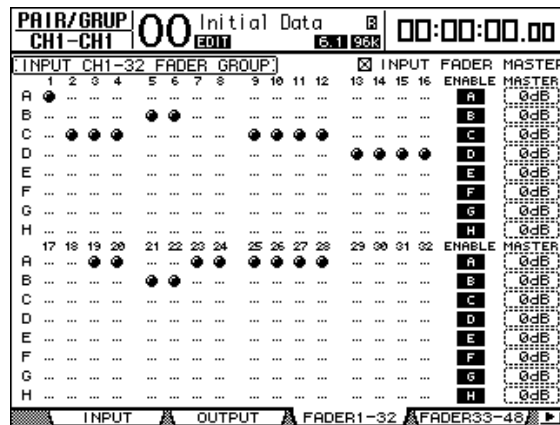 PAIR/GRUP 00 Initial Data R 00:00:00.00
CH1-CH1 EDIT 6.1 96k
INPUT CH1-32 FADER GROUP INPUT FADER MASTER
1 2 3 4 5 6 7 8 9 10 11 12 13 14 15 16 ENABLE MASTER
A A 0dB
B B 0dB
C C 0dB
D D 0dB
E E 0dB
F F 0dB
G G 0dB
H H 0dB
17 18 19 20 21 22 23 24 25 26 27 28 29 30 31 32 ENABLE MASTER
A A 0dB
B B 0dB
C C 0dB
D D 0dB
E E 0dB
F F 0dB
G G 0dB
H H 0dB
INPUT OUTPUT FADER1-32 FADER33-48